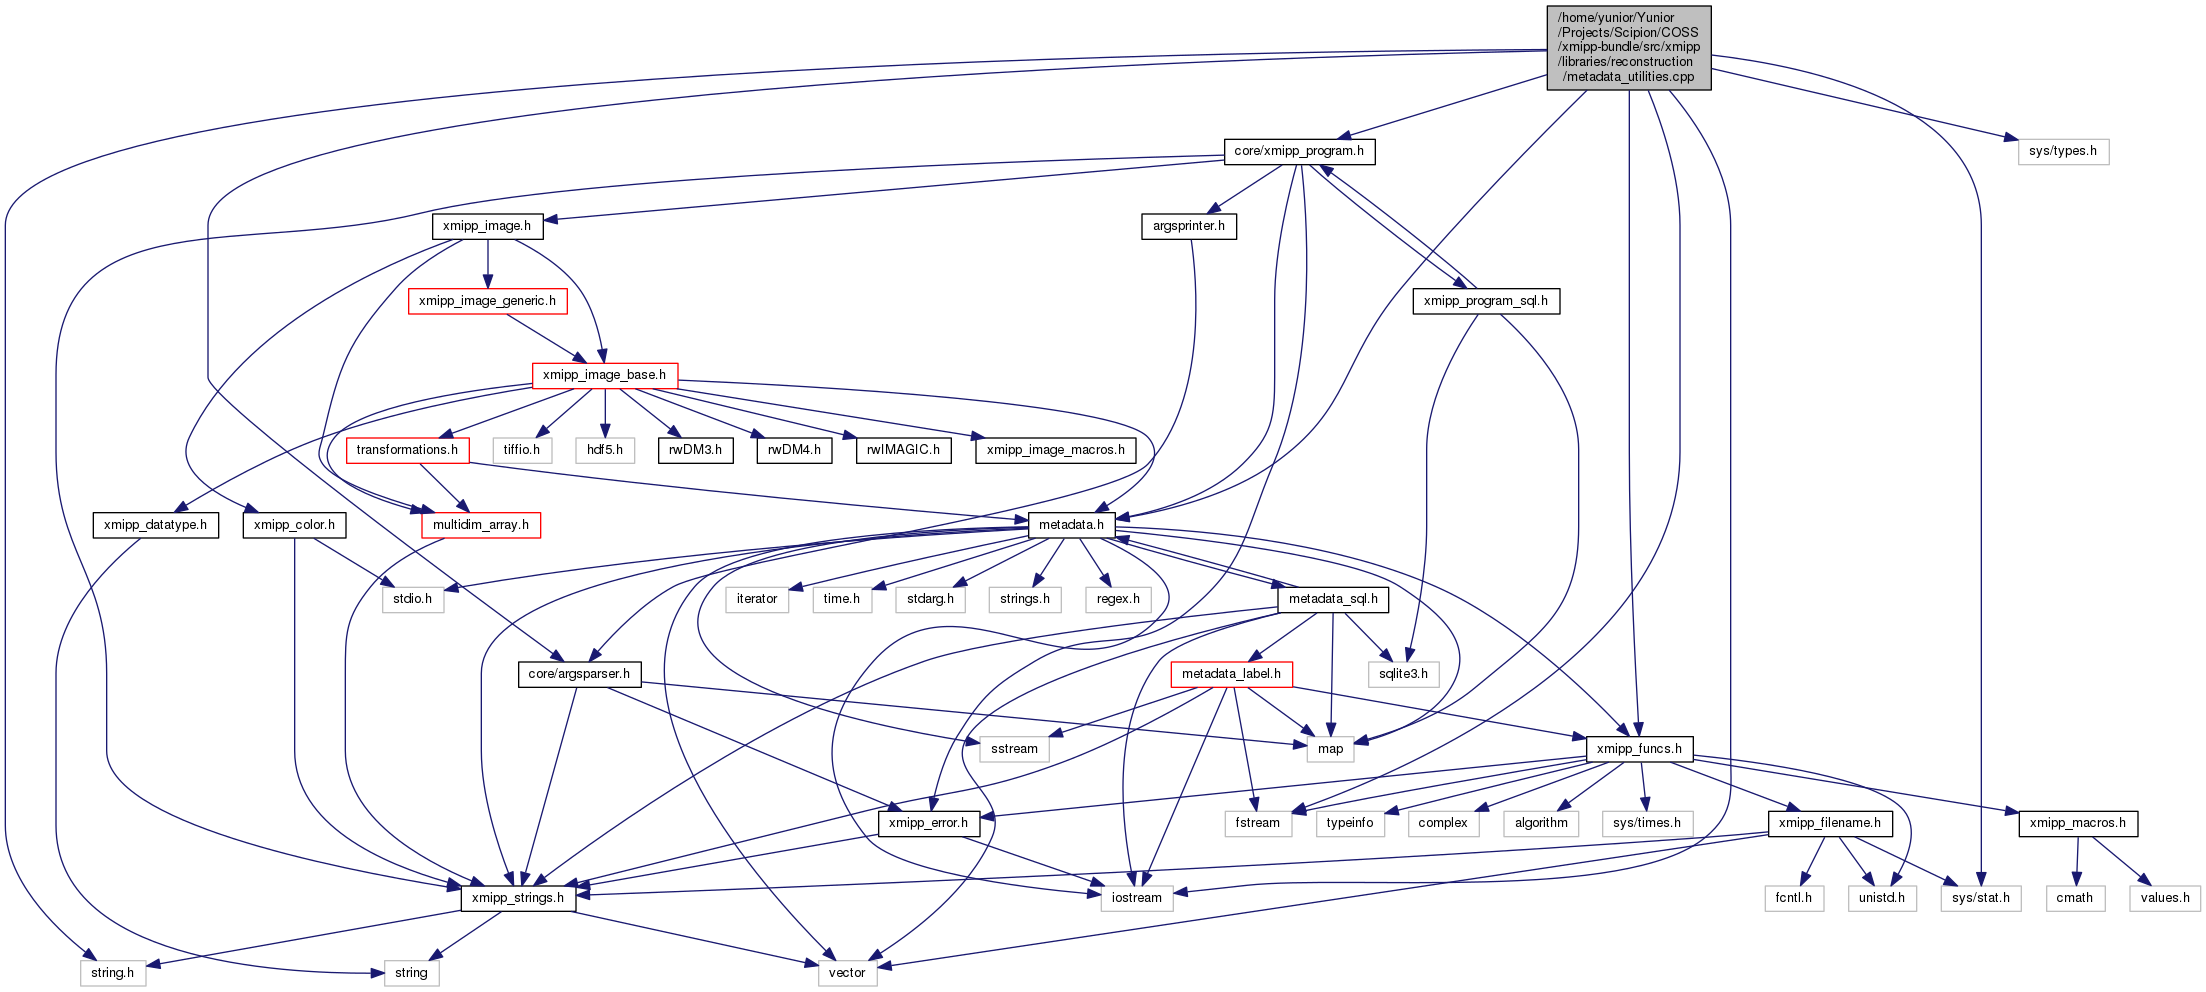 /home/yunior/Yunior
/Projects/Scipion/COSS
/xmipp-bundle/src/xmipp
/libraries/reconstruction
/metadata_utilities.cpp
core/xmipp_program.h
sys/types.h
xmipp_image.h
argsprinter.h
xmipp_image_generic.h
xmipp_program_sql.h
xmipp_image_base.h
transformations.h
tiffio.h
hdf5.h
rwDM3.h
rwDM4.h
rwIMAGIC.h
xmipp_image_macros.h
xmipp_datatype.h
xmipp_color.h
multidim_array.h
metadata.h
stdio.h
iterator
time.h
stdarg.h
strings.h
regex.h
metadata_sql.h
core/argsparser.h
metadata_label.h
sqlite3.h
sstream
map
xmipp_funcs.h
xmipp_error.h
fstream
typeinfo
complex
algorithm
sys/times.h
xmipp_filename.h
xmipp_macros.h
xmipp_strings.h
iostream
fcntl.h
unistd.h
sys/stat.h
cmath
values.h
string.h
string
vector